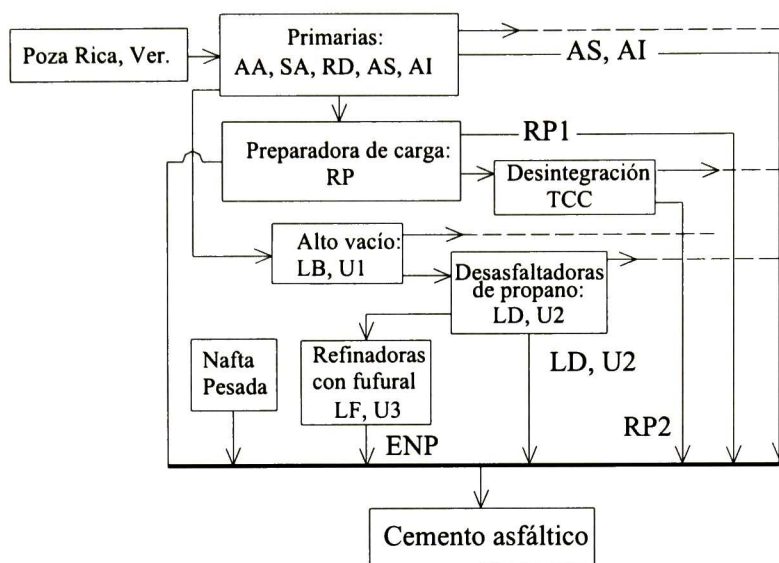 Poza Rica, Ver.
Primarias:
AA, SA, RD, AS, AI
AS, AI
Preparadora de carga:
RP
RP1
Desintegración
TCC
Alto vacío:
LB, U1
Desasfaltadoras
de propano:
LD, U2
Nafta
Pesada
Refinadoras
con fufural
LF, U3
LD, U2
RP2
ENP
Cemento asfáltico